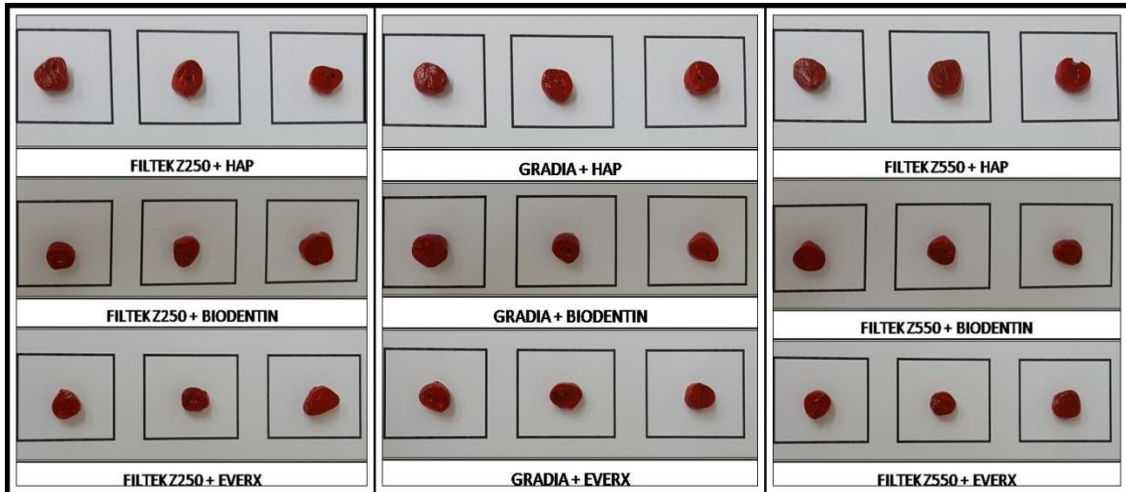 FILTEK Z250 + HAP
GRADIA + HAP
FILTEK Z550 + HAP
FILTEK Z250 + BIODENTIN
GRADIA + BIODENTIN
FILTEK Z550 + BIODENTIN
FILTEK Z250 + EVERX
GRADIA + EVERX
FILTEK Z550 + EVERX